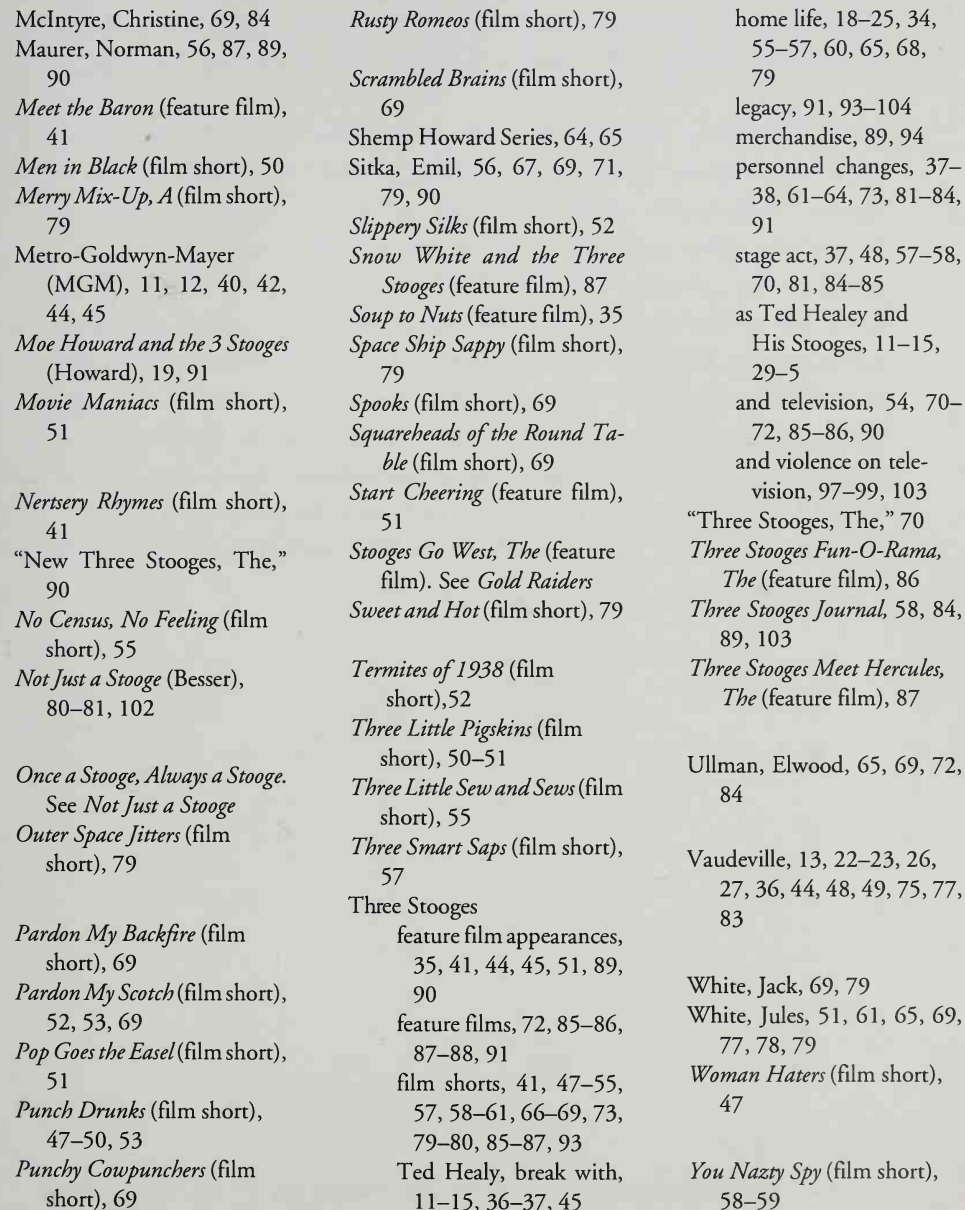 McIntyre, Christine, 69, 84
Maurer, Norman, 56, 87, 89,
90
Meet the Baron (feature film),
41
Men in Black (film short), 50
Merry Mix-Up, A (film short),
79
Metro-Goldwyn-Mayer
(MGM), 11, 12, 40, 42,
44, 45
Moe Howard and the 3 Stooges
(Howard), 19, 91
Movie Maniacs (film short),
51
Nertsery Rhymes (film short),
41
“New Three Stooges, The,”
90
No Census, No Feeling (film
short), 55
Not Just a Stooge (Besser),
80–81, 102
Once a Stooge, Always a Stooge.
See Not Just a Stooge
Outer Space Jitters (film
short), 79
Pardon My Backfire (film
short), 69
Pardon My Scotch (film short),
52, 53, 69
Pop Goes the Easel (film short),
51
Punch Drunks (film short),
47–50, 53
Punchy Cowpunchers (film
short), 69
Rusty Romeos (film short), 79
Scrambled Brains (film short),
69
Shemp Howard Series, 64, 65
Sitka, Emil, 56, 67, 69, 71,
79, 90
Slippery Silks (film short), 52
Snow White and the Three
Stooges (feature film), 87
Soup to Nuts (feature film), 35
Space Ship Sappy (film short),
79
Spooks (film short), 69
Squareheads of the Round Ta-
ble (film short), 69
Start Cheering (feature film),
51
Stooges Go West, The (feature
film). See Gold Raiders
Sweet and Hot (film short), 79
Termites of 1938 (film
short),52
Three Little Pigskins (film
short), 50–51
Three Little Sew and Sews (film
short), 55
Three Smart Saps (film short),
57
Three Stooges
feature film appearances,
35, 41, 44, 45, 51, 89,
90
feature films, 72, 85–86,
87–88, 91
film shorts, 41, 47–55,
57, 58–61, 66–69, 73,
79–80, 85–87, 93
Ted Healy, break with,
11–15, 36–37, 45
home life, 18–25, 34,
55–57, 60, 65, 68,
79
legacy, 91, 93–104
merchandise, 89, 94
personnel changes, 37–
38, 61–64, 73, 81–84,
91
stage act, 37, 48, 57–58,
70, 81, 84–85
as Ted Healey and
His Stooges, 11–15,
29–5
and television, 54, 70–
72, 85–86, 90
and violence on tele-
vision, 97–99, 103
“Three Stooges, The,” 70
Three Stooges Fun-O-Rama,
The (feature film), 86
Three Stooges Journal, 58, 84,
89, 103
Three Stooges Meet Hercules,
The (feature film), 87
Ullman, Elwood, 65, 69, 72,
84
Vaudeville, 13, 22–23, 26,
27, 36, 44, 48, 49, 75, 77,
83
White, Jack, 69, 79
White, Jules, 51, 61, 65, 69,
77, 78, 79
Woman Haters (film short),
47
You Nazty Spy (film short),
58–59